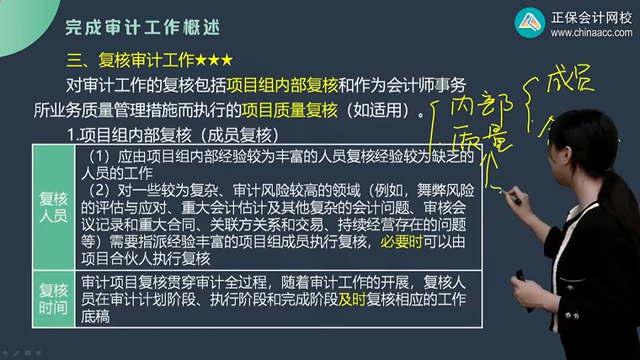 完成审计工作概述
正保会计网校
www.chinaacc.com
三、复核审计工作★★★
对审计工作的复核包括项目组内部复核和作为会计师事务
所业务质量管理措施而执行的项目质量复核（如适用）。
内部
质量
成员
1.项目组内部复核（成员复核）
复核
人员
（1）应由项目组内部经验较为丰富的人员复核经验较为缺乏的
人员的工作
（2）对一些较为复杂、审计风险较高的领域（例如，舞弊风险
的评估与应对、重大会计估计及其他复杂的会计问题、审核会
议记录和重大合同、关联方关系和交易、持续经营存在的问题
等）需要指派经验丰富的项目组成员执行复核，必要时可以由
项目合伙人执行复核
复核
时间
审计项目复核贯穿审计全过程，随着审计工作的开展，复核人
员在审计计划阶段、执行阶段和完成阶段及时复核相应的工作
底稿